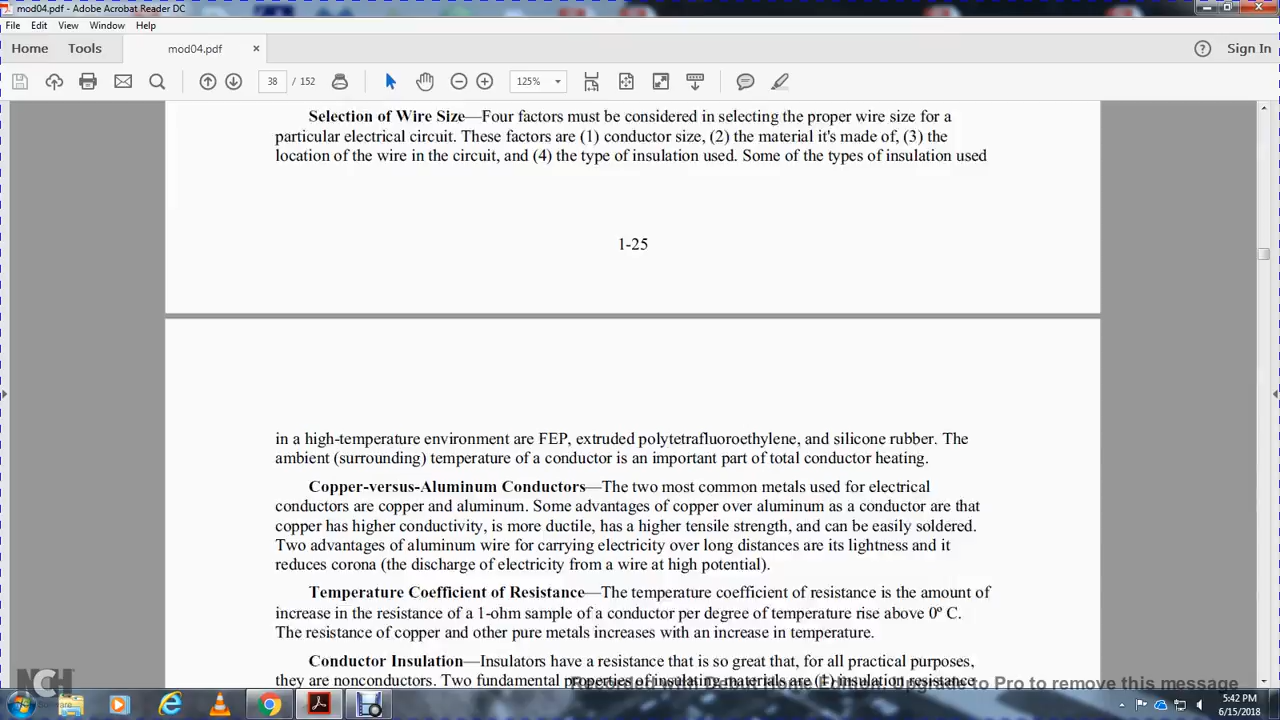 mod04.pdf - Adobe Acrobat Reader DC
File Edit View Window Help
Home Tools mod04.pdf × Sign In
38 / 152 125%
Selection of Wire Size—Four factors must be considered in selecting the proper wire size for a
particular electrical circuit. These factors are (1) conductor size, (2) the material it's made of, (3) the
location of the wire in the circuit, and (4) the type of insulation used. Some of the types of insulation used
1-25
in a high-temperature environment are FEP, extruded polytetrafluoroethylene, and silicone rubber. The
ambient (surrounding) temperature of a conductor is an important part of total conductor heating.
Copper-versus-Aluminum Conductors—The two most common metals used for electrical
conductors are copper and aluminum. Some advantages of copper over aluminum as a conductor are that
copper has higher conductivity, is more ductile, has a higher tensile strength, and can be easily soldered.
Two advantages of aluminum wire for carrying electricity over long distances are its lightness and it
reduces corona (the discharge of electricity from a wire at high potential).
Temperature Coefficient of Resistance—The temperature coefficient of resistance is the amount of
increase in the resistance of a 1-ohm sample of a conductor per degree of temperature rise above 0º C.
The resistance of copper and other pure metals increases with an increase in temperature.
Conductor Insulation—Insulators have a resistance that is so great that, for all practical purposes,
they are nonconductors. Two fundamental properties of insulating materials are (1) insulation resistance
to Pro to remove this message
NCH
Software
5:42 PM
6/15/2018